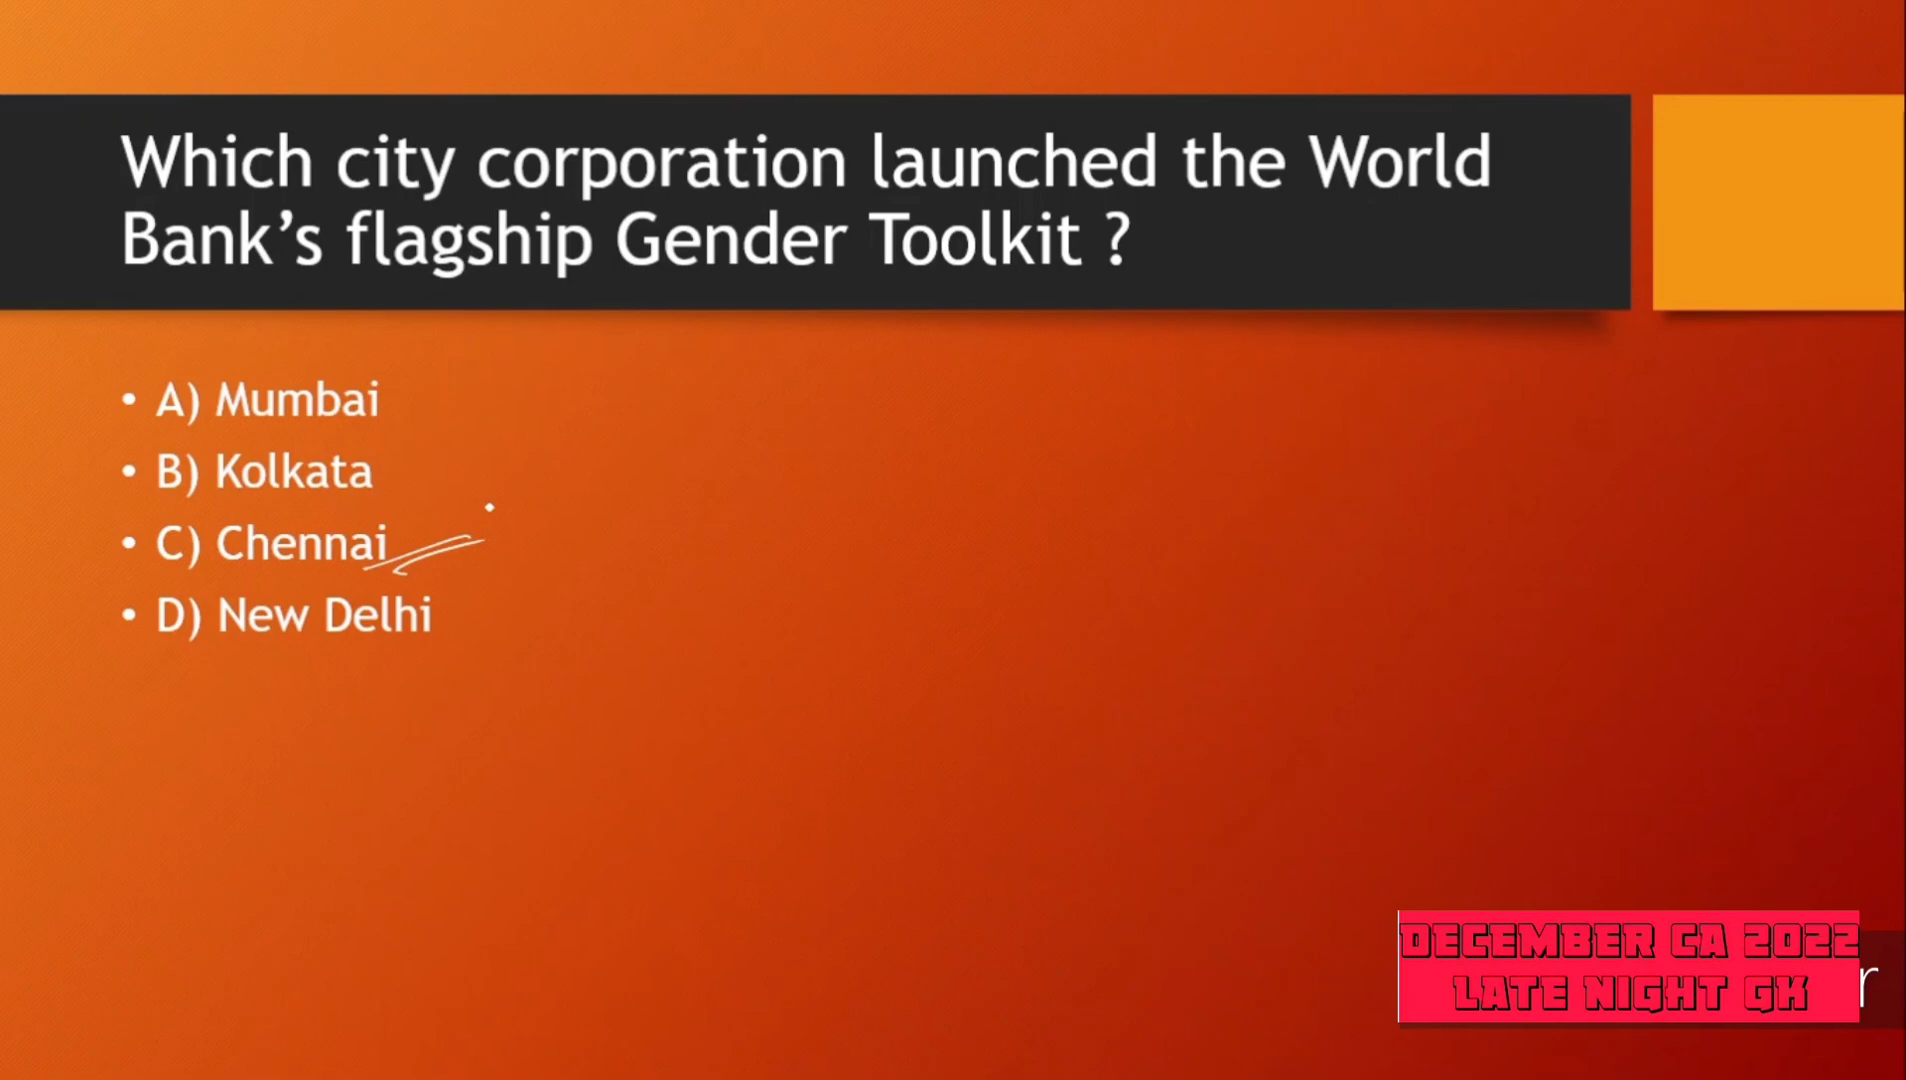 Which city corporation launched the World
Bank’s flagship Gender Toolkit ?
• A) Mumbai
• B) Kolkata
• C) Chennai
• D) New Delhi
DECEMBER CA 2022
LATE NIGHT GK
r